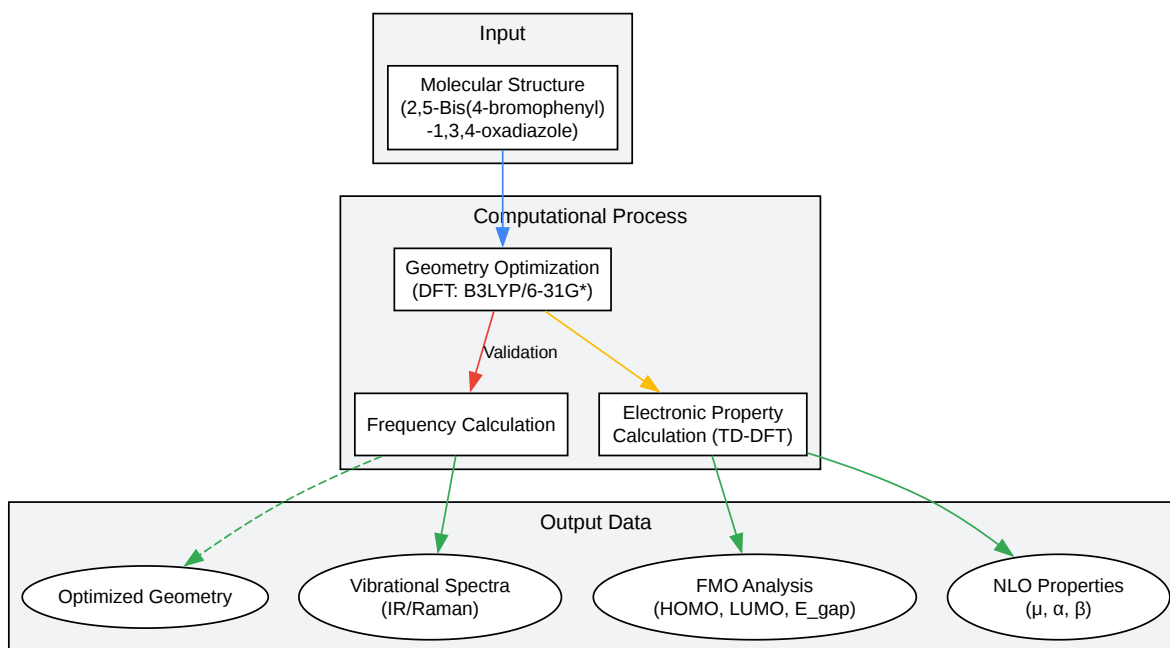 Input
Molecular Structure
(2,5-Bis(4-bromophenyl)
-1,3,4-oxadiazole)
Computational Process
Geometry Optimization
(DFT: B3LYP/6-31G*)
Validation
Frequency Calculation
Electronic Property
Calculation (TD-DFT)
Output Data
Optimized Geometry
Vibrational Spectra
(IR/Raman)
FMO Analysis
(HOMO, LUMO, E_gap)
NLO Properties
(μ, α, β)